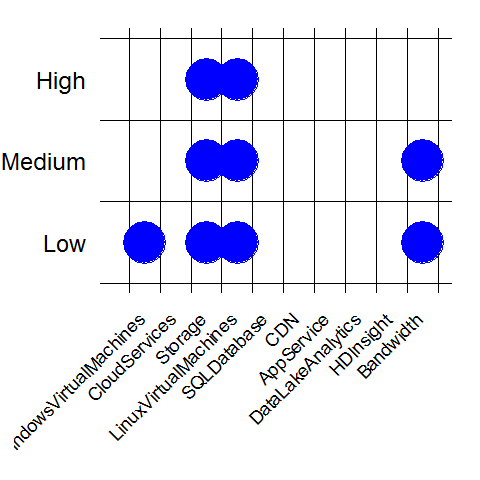 High
Medium
Low
ndowsVirtualMachines
CloudServices
Storage
LinuxVirtualMachines
SQLDatabase
CDN
AppService
DataLakeAnalytics
HDInsight
Bandwidth